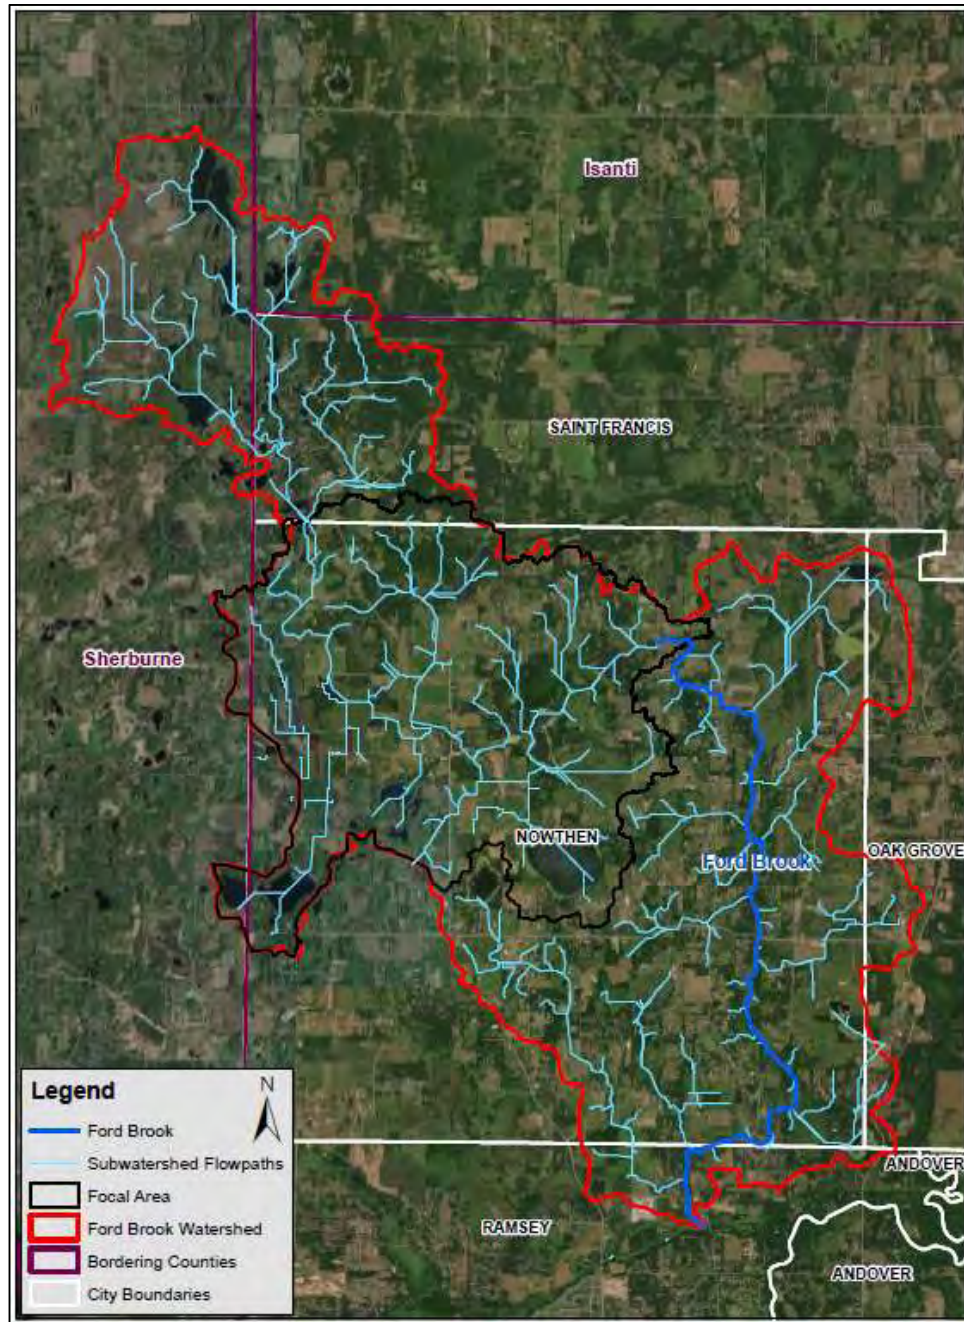 Isanti
SAINT FRANCIS
Sherburne
NOWTHEN
Ford Brook
OAK GROVE
Legend
N
Ford Brook
Subwatershed Flowpaths
Focal Area
Ford Brook Watershed
Bordering Counties
City Boundaries
ANDOVER
RAMSEY
ANDOVER